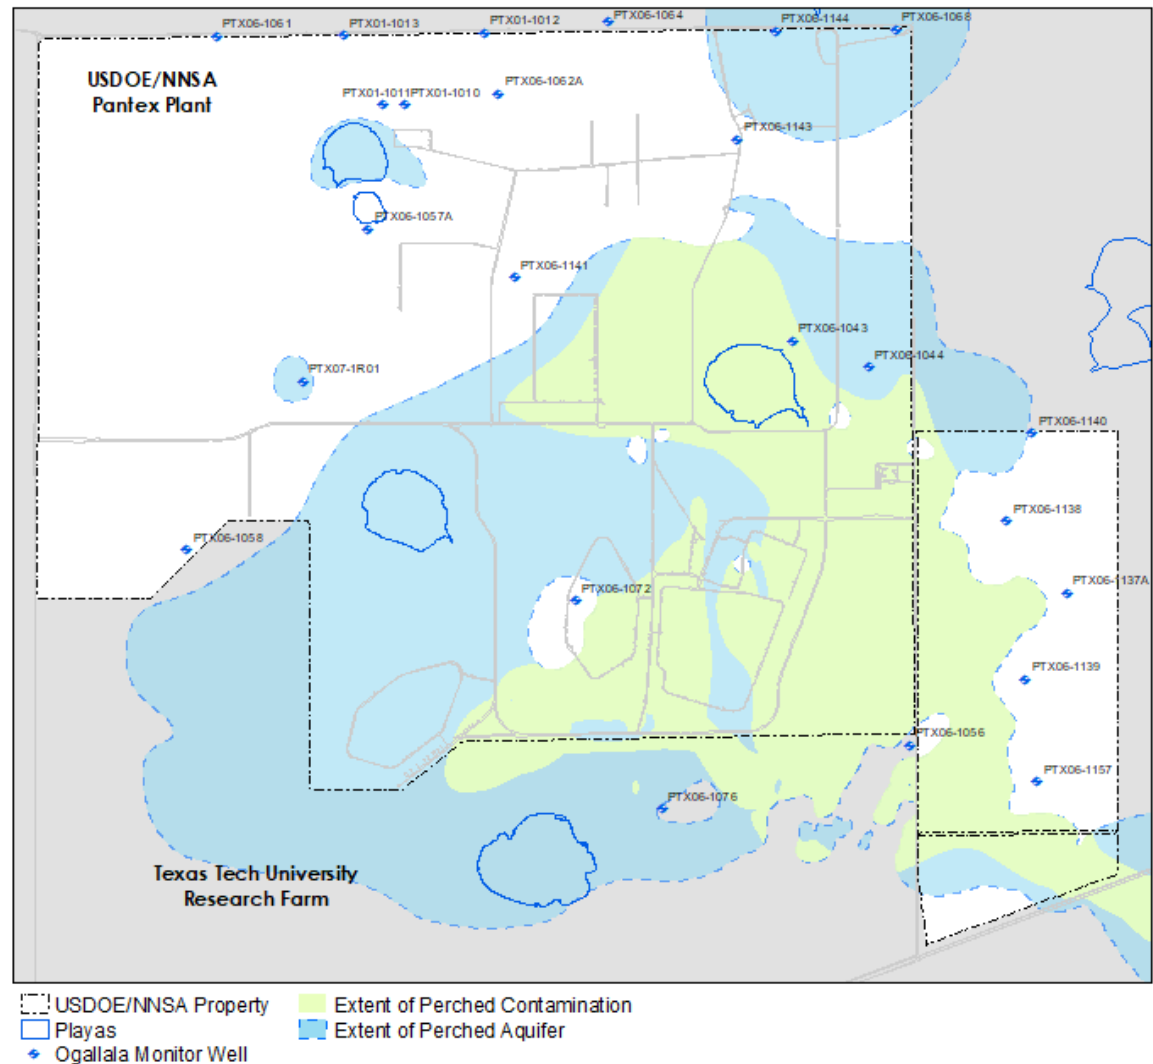 PTX06-1061
PTX01-1013
PTX01-1012
PTX06-1064
PTX06-1144
PTX06-1068
USDOE/NNSA
Pantex Plant
PTX06-1062A
PTX01-1011
PTX01-1010
PTX06-1143
PTX06-1057A
PTX06-1141
PTX06-1043
PTX06-1044
PTX07-1R01
PTX06-1140
PTX06-1138
PTX06-1058
PTX06-1072
PTX06-1137A
PTX06-1139
PTX06-1056
PTX06-1157
PTX06-1076
Texas Tech University
Research Farm
USDOE/NNSA Property
Extent of Perched Contamination
Playas
Extent of Perched Aquifer
Ogallala Monitor Well